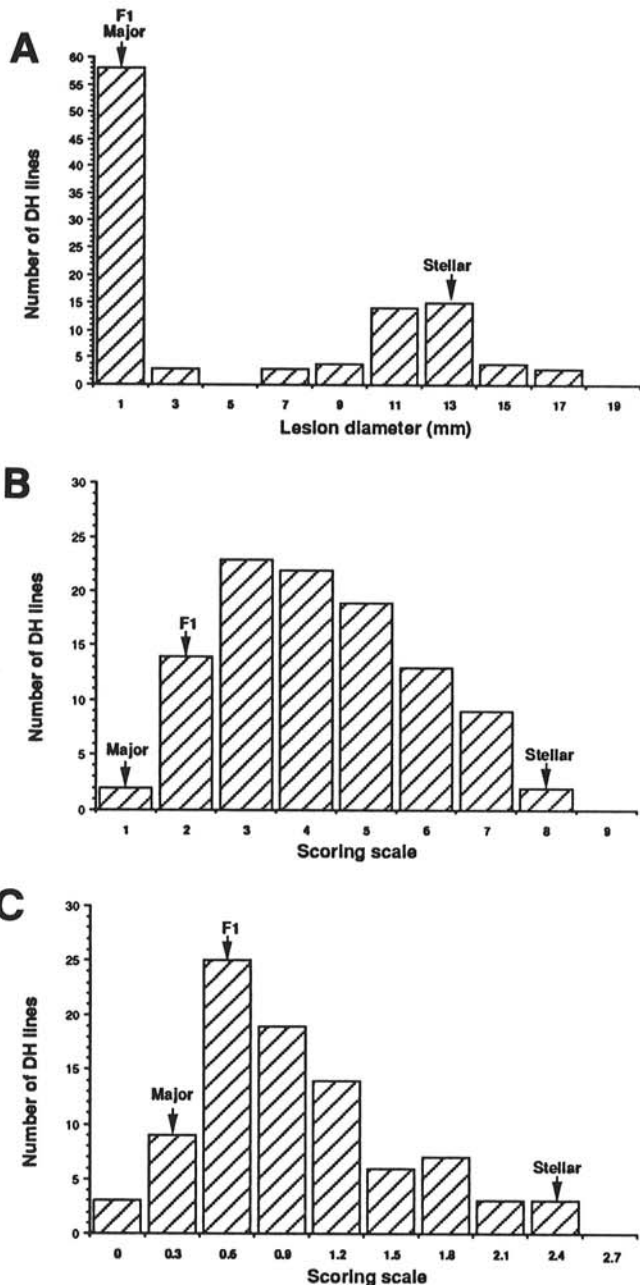 A
F1
Major
Number of DH lines
60
55
50
45
40
35
30
25
20
15
10
5
0
Stellar
1 3 5 7 9 11 13 15 17 19
Lesion diameter (mm)
B
Number of DH lines
30
25
20
15
10
5
0
Major
F1
Stellar
1 2 3 4 5 6 7 8 9
Scoring scale
C
Number of DH lines
30
25
20
15
10
5
0
Major
F1
Stellar
0 0.3 0.6 0.9 1.2 1.5 1.8 2.1 2.4 2.7
Scoring scale